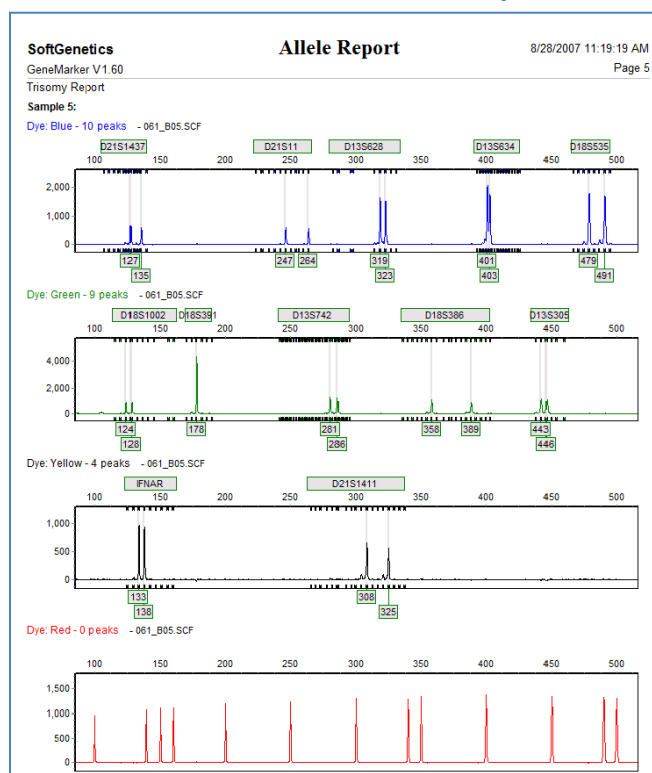 SoftGenetics Allele Report 8/28/2007 11:19:19 AM
GeneMarker V1.60 Page 5
Trisomy Report
Sample 5:
Dye: Blue - 10 peaks - 061_B05.SCF
D21S1437 D21S11 D13S628 D13S634 D18S535
100 150 200 250 300 350 400 450 500
2,000
1,000
0
127 247 264 319 401 479
135 323 403 491
Dye: Green - 9 peaks - 061_B05.SCF
D18S1002 D18S391 D13S742 D18S386 D13S305
100 150 200 250 300 350 400 450 500
4,000
2,000
0
124 178 281 358 389 443
128 286 446
Dye: Yellow - 4 peaks - 061_B05.SCF
IFNAR D21S1411
100 150 200 250 300 350 400 450 500
1,000
500
0
133 308
138 325
Dye: Red - 0 peaks - 061_B05.SCF
100 150 200 250 300 350 400 450 500
1,500
1,000
500
0